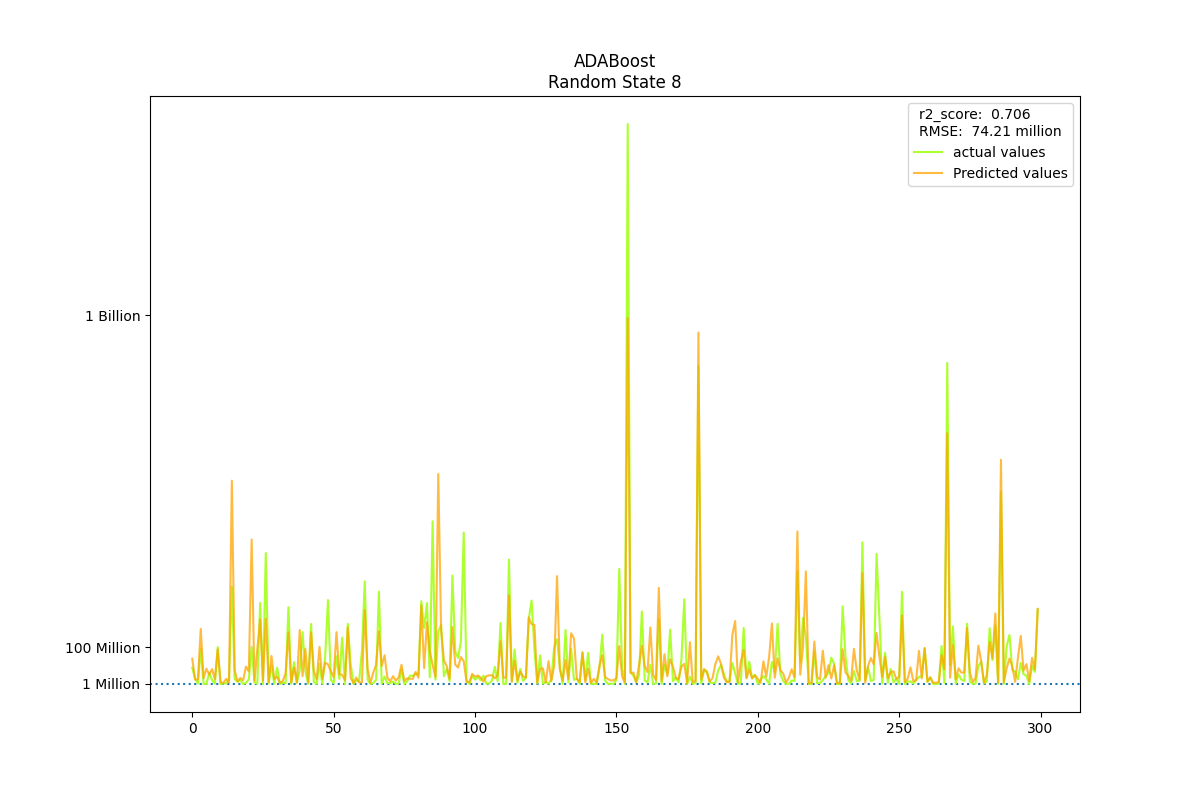 ADABoost
Random State 8
r2_score:  0.706
RMSE:  74.21 million
actual values
Predicted values
1 Billion
100 Million
1 Million
0
50
100
150
200
250
300